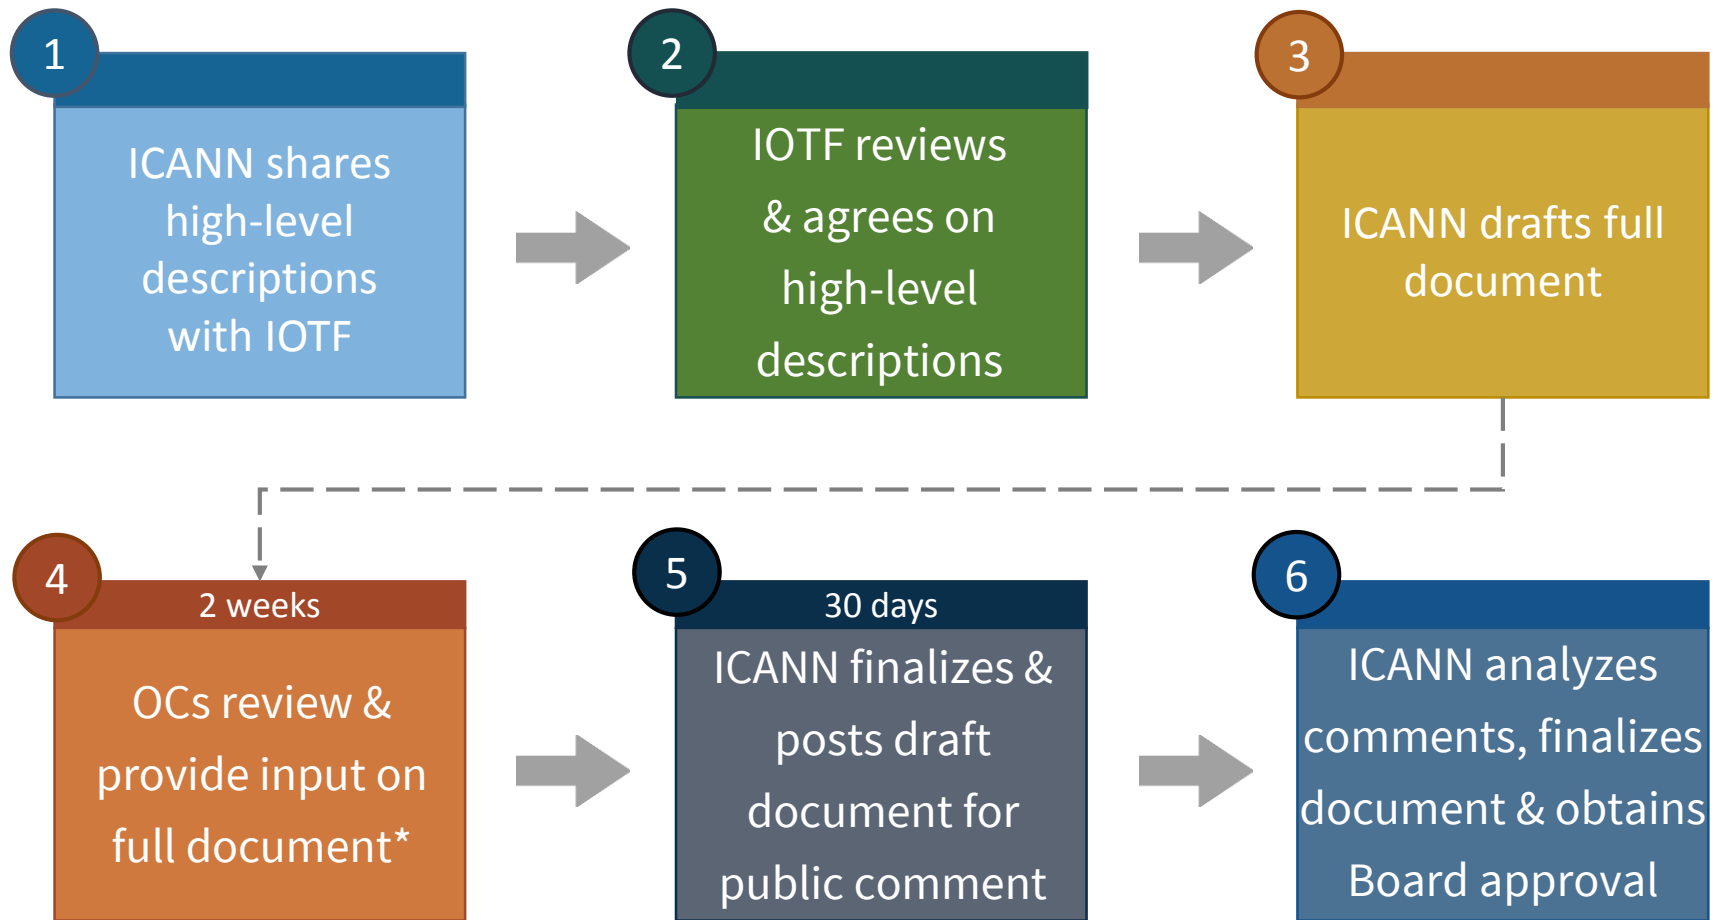 1
ICANN shares
high-level
descriptions
with IOTF
2
IOTF reviews
& agrees on
high-level
descriptions
3
ICANN drafts full
document
4
2 weeks
OCs review &
provide input on
full document*
5
30 days
ICANN finalizes &
posts draft
document for
public comment
6
ICANN analyzes
comments, finalizes
document & obtains
Board approval